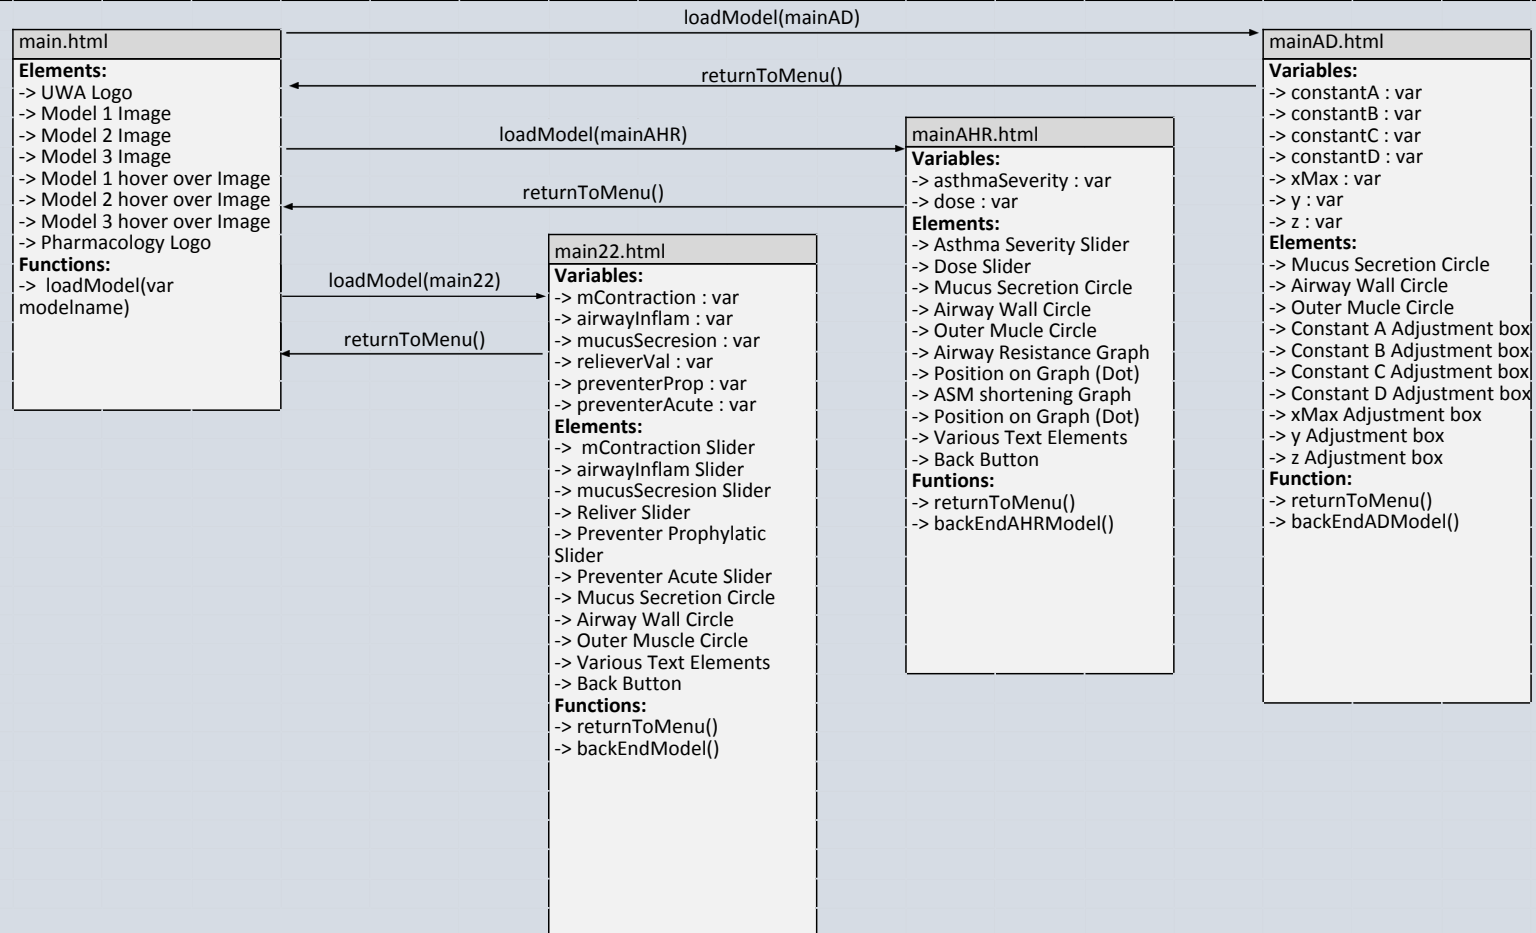 loadModel(mainAD)
main.html
Elements:
-> UWA Logo
-> Model 1 Image
-> Model 2 Image
-> Model 3 Image
-> Model 1 hover over Image
-> Model 2 hover over Image
-> Model 3 hover over Image
-> Pharmacology Logo
Functions:
->  loadModel(var
modelname)
returnToMenu()
loadModel(mainAHR)
returnToMenu()
loadModel(main22)
returnToMenu()
main22.html
Variables:
-> mContraction : var
-> airwayInflam : var
-> mucusSecresion : var
-> relieverVal : var
-> preventerProp : var
-> preventerAcute : var
Elements:
->  mContraction Slider
-> airwayInflam Slider
-> mucusSecresion Slider
-> Reliver Slider
-> Preventer Prophylatic
Slider
-> Preventer Acute Slider
-> Mucus Secretion Circle
-> Airway Wall Circle
-> Outer Muscle Circle
-> Various Text Elements
-> Back Button
Functions:
-> returnToMenu()
-> backEndModel()
mainAHR.html
Variables:
-> asthmaSeverity : var
-> dose : var
Elements:
-> Asthma Severity Slider
-> Dose Slider
-> Mucus Secretion Circle
-> Airway Wall Circle
-> Outer Mucle Circle
-> Airway Resistance Graph
-> Position on Graph (Dot)
-> ASM shortening Graph
-> Position on Graph (Dot)
-> Various Text Elements
-> Back Button
Funtions:
-> returnToMenu()
-> backEndAHRModel()
mainAD.html
Variables:
-> constantA : var
-> constantB : var
-> constantC : var
-> constantD : var
-> xMax : var
-> y : var
-> z : var
Elements:
-> Mucus Secretion Circle
-> Airway Wall Circle
-> Outer Mucle Circle
-> Constant A Adjustment box
-> Constant B Adjustment box
-> Constant C Adjustment box
-> Constant D Adjustment box
-> xMax Adjustment box
-> y Adjustment box
-> z Adjustment box
Function:
-> returnToMenu()
-> backEndADModel()